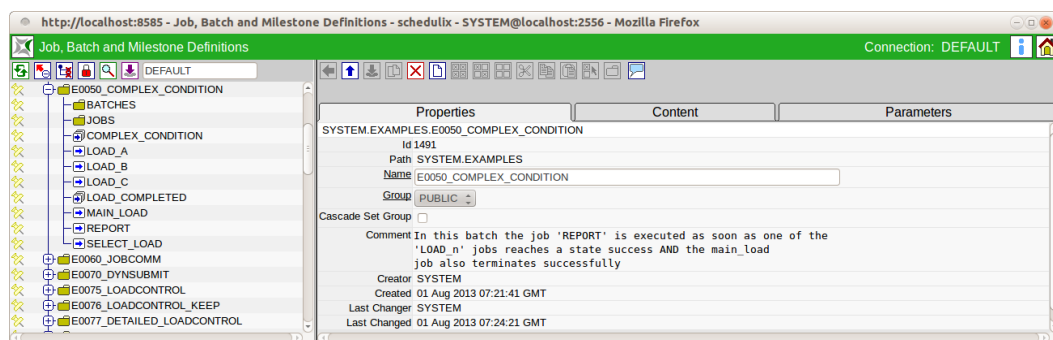 http://localhost:8585 - Job, Batch and Milestone Definitions - schedulix - SYSTEM@localhost:2556 - Mozilla Firefox
Job, Batch and Milestone Definitions
Connection: DEFAULT
DEFAULT
E0050_COMPLEX_CONDITION
BATCHES
JOBS
COMPLEX_CONDITION
LOAD_A
LOAD_B
LOAD_C
LOAD_COMPLETED
MAIN_LOAD
REPORT
SELECT_LOAD
E0060_JOBCOMM
E0070_DYNSUBMIT
E0075_LOADCONTROL
E0076_LOADCONTROL_KEEP
E0077_DETAILED_LOADCONTROL
Properties Content Parameters
SYSTEM.EXAMPLES.E0050_COMPLEX_CONDITION
Id 1491
Path SYSTEM.EXAMPLES
Name E0050_COMPLEX_CONDITION
Group PUBLIC
Cascade Set Group
Comment In this batch the job 'REPORT' is executed as soon as one of the
'LOAD_n' jobs reaches a state success AND the main_load
job also terminates successfully
Creator SYSTEM
Created 01 Aug 2013 07:21:41 GMT
Last Changer SYSTEM
Last Changed 01 Aug 2013 07:24:21 GMT